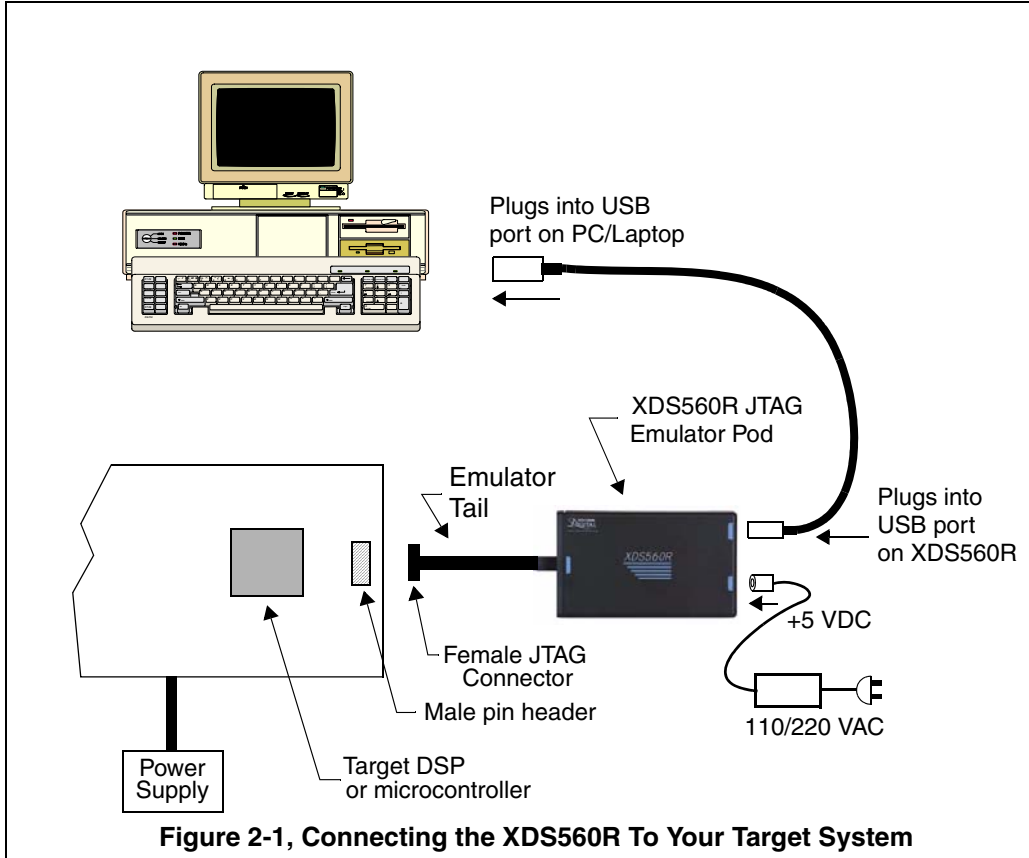 Plugs into USB
port on PC/Laptop
XDS560R JTAG
Emulator Pod
Emulator
Tail
Plugs into
USB port
on XDS560R
XDS560R
+5 VDC
Female JTAG
Connector
Male pin header
110/220 VAC
Power
Supply
Target DSP
or microcontroller
Figure 2-1, Connecting the XDS560R To Your Target System